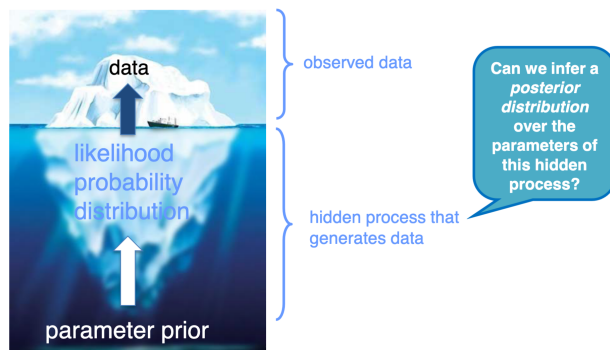 data
likelihood
probability
distribution
parameter prior
observed data
hidden process that
generates data
Can we infer a
posterior
distribution
over the
parameters of
this hidden
process?